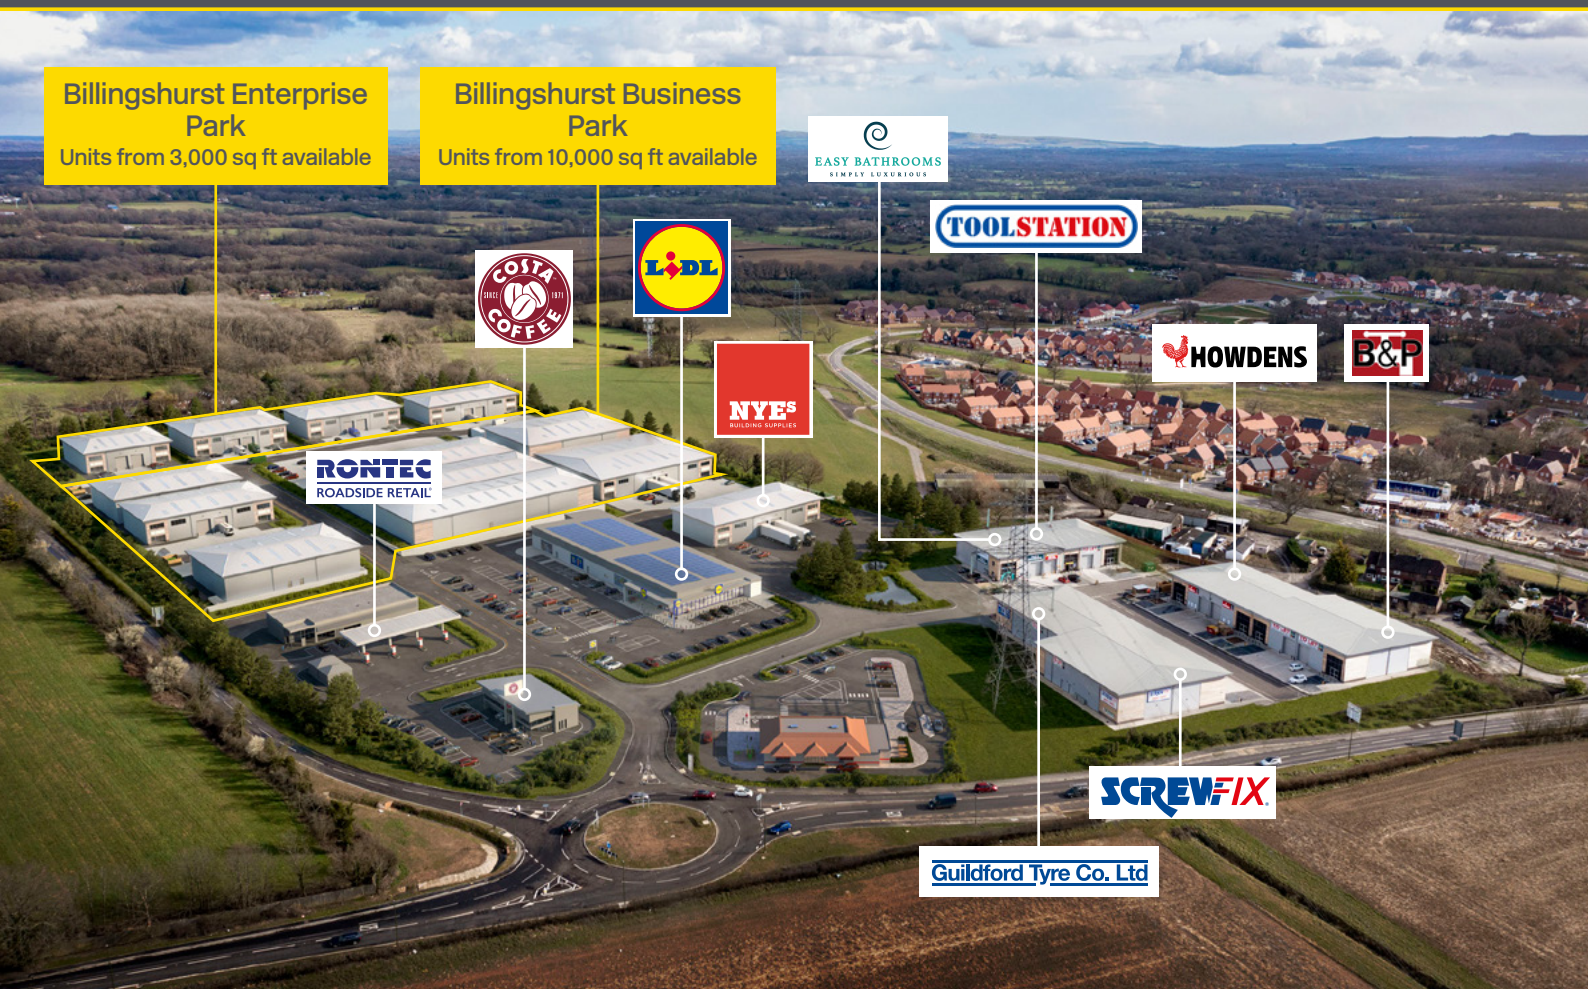 Billingshurst Enterprise
Park
Units from 3,000 sq ft available
Billingshurst Business
Park
Units from 10,000 sq ft available
EASY BATHROOMS
SIMPLY LUXURIOUS
TOOLSTATION
COSTA
SINCE 1971
COFFEE
LIDL
HOWDENS
B&P
NYES
BUILDING SUPPLIES
RONTEC
ROADSIDE RETAIL
SCREWFIX
Guildford Tyre Co. Ltd